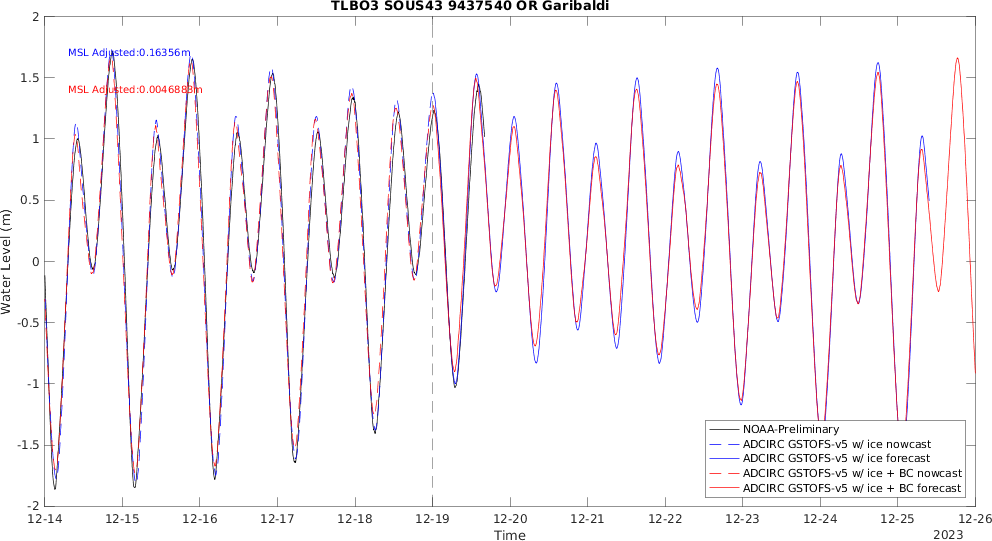 TLBO3 SOUS43 9437540 OR Garibaldi
MSL Adjusted:0.16356m
MSL Adjusted:0.0046883m
Water Level (m)
2
1.5
1
0.5
0
-0.5
-1
-1.5
-2
NOAA-Preliminary
ADCIRC GSTOFS-v5 w/ ice nowcast
ADCIRC GSTOFS-v5 w/ ice forecast
ADCIRC GSTOFS-v5 w/ ice + BC nowcast
ADCIRC GSTOFS-v5 w/ ice + BC forecast
12-14 12-15 12-16 12-17 12-18 12-19 12-20 12-21 12-22 12-23 12-24 12-25 12-26
Time
2023